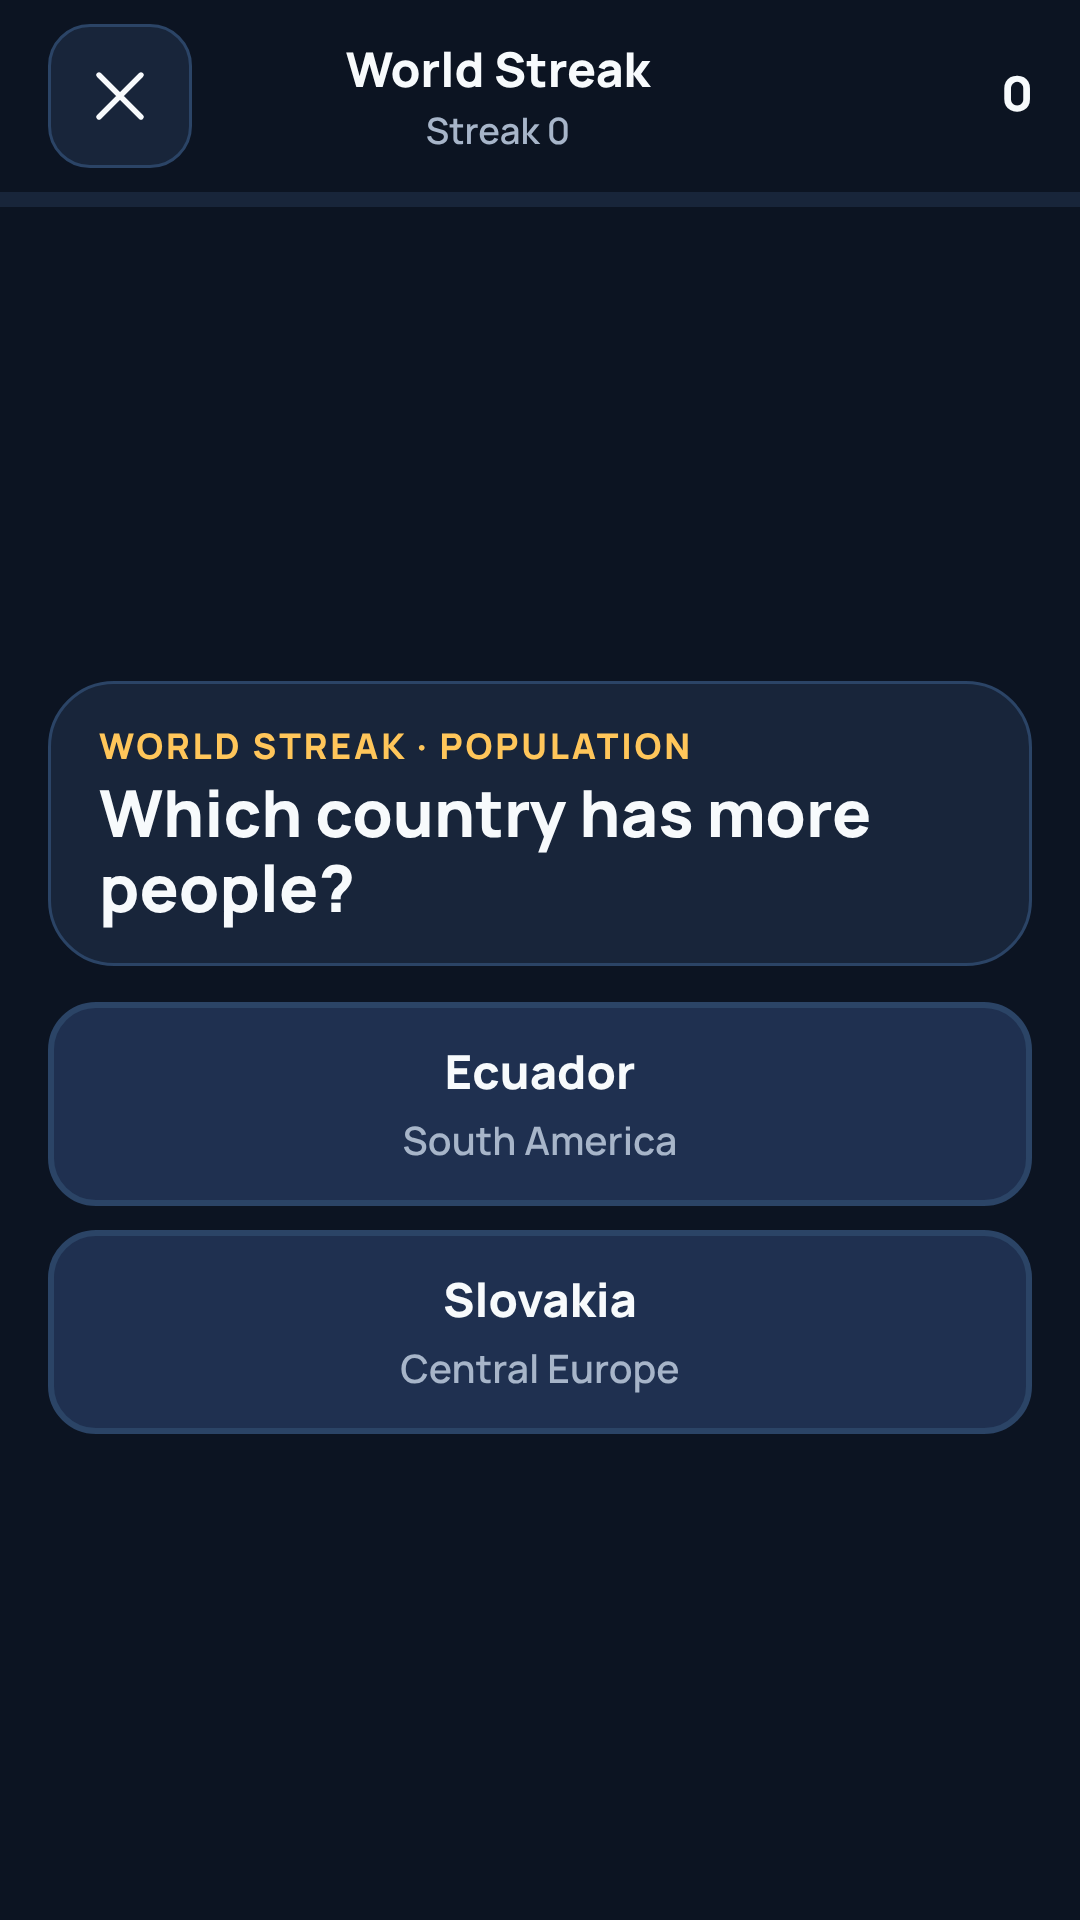 World Streak
Streak 0
0
WORLD STREAK · POPULATION
Which country has more
people?
Ecuador
South America
Slovakia
Central Europe